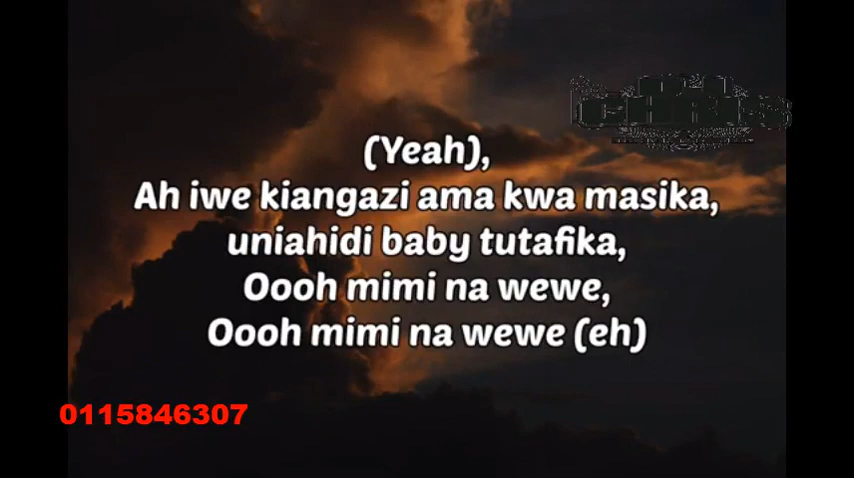 CHRISS
(Yeah),
Ah iwe kiangazi ama kwa masika,
uniahidi baby tutafika,
Oooh mimi na wewe,
Oooh mimi na wewe (eh)
0115846307